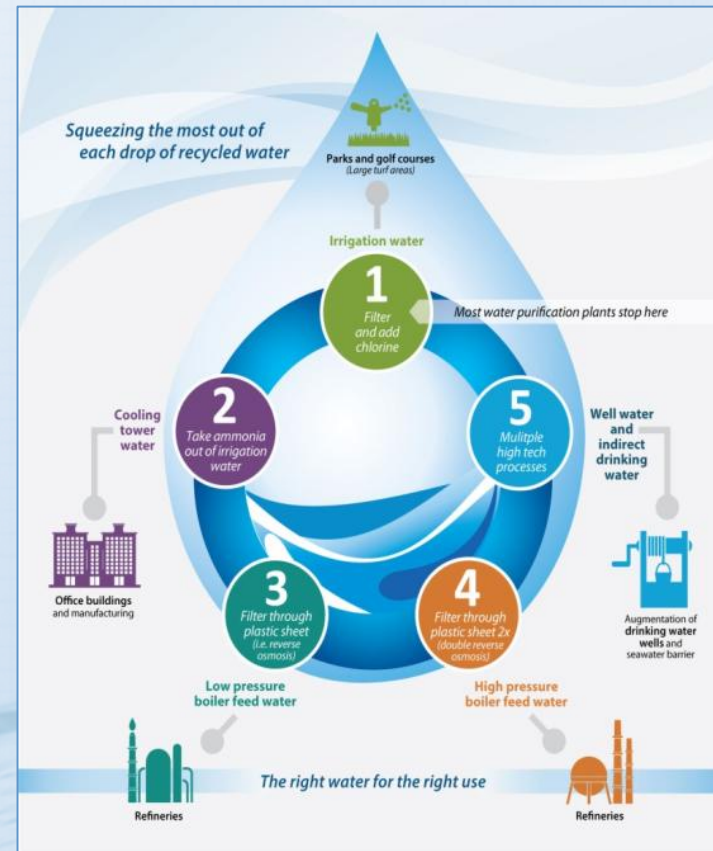 Squeezing the most out of
each drop of recycled water
Parks and golf courses
(Large turf areas)
Irrigation water
1
Filter
and add
chlorine
Most water purification plants stop here
Cooling
tower
water
2
Take ammonia
out of irrigation
water
5
Mulitple
high tech
processes
Well water
and
indirect
drinking
water
Office buildings
and manufacturing
3
Filter through
plastic sheet
(i.e. reverse
osmosis)
4
Filter through
plastic sheet 2x
(double reverse
osmosis)
Augmentation of
drinking water
wells and
seawater barrier
Low pressure
boiler feed water
High pressure
boiler feed water
The right water for the right use
Refineries
Refineries